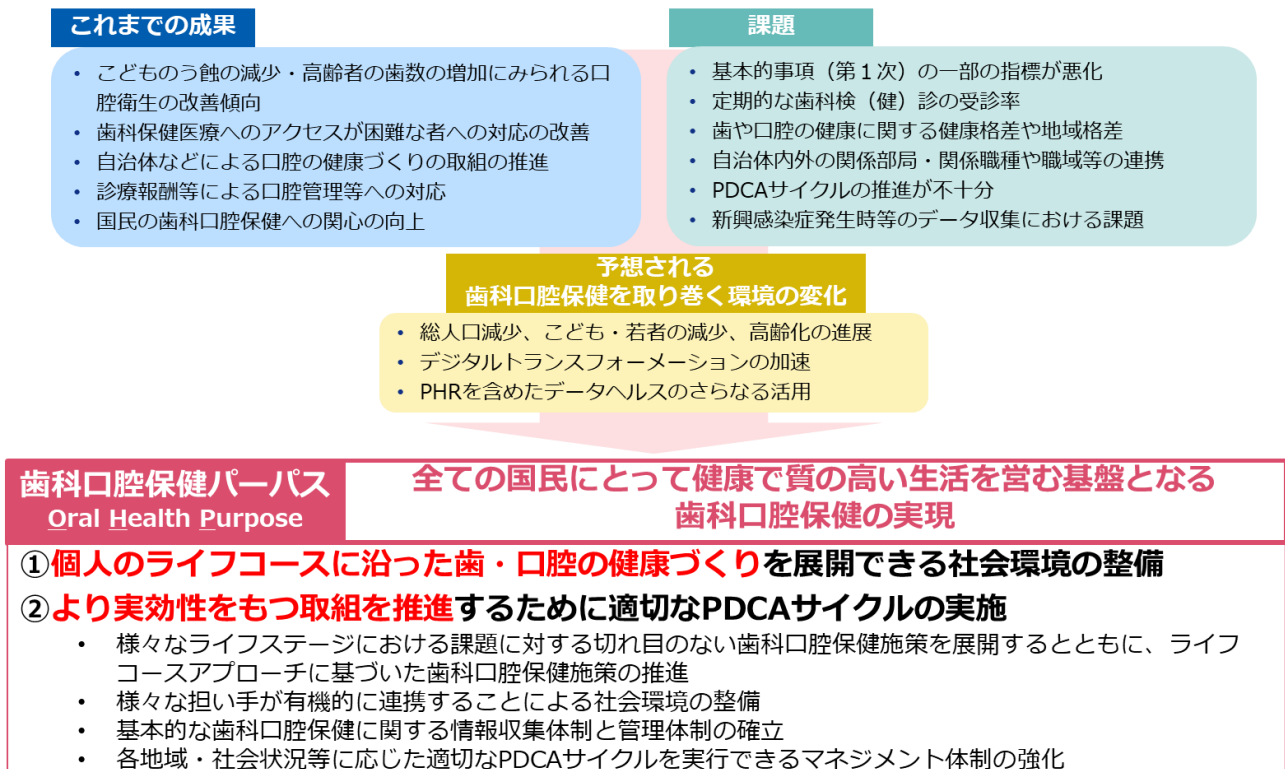 これまでの成果
• こどものう蝕の減少・高齢者の歯数の増加にみられる口
腔衛生の改善傾向
• 歯科保健医療へのアクセスが困難な者への対応の改善
• 自治体などによる口腔の健康づくりの取組の推進
• 診療報酬等による口腔管理等への対応
• 国民の歯科口腔保健への関心の向上
課題
• 基本的事項（第１次）の一部の指標が悪化
• 定期的な歯科検（健）診の受診率
• 歯や口腔の健康に関する健康格差や地域格差
• 自治体内外の関係部局・関係職種や職域等の連携
• PDCAサイクルの推進が不十分
• 新興感染症発生時等のデータ収集における課題
予想される
歯科口腔保健を取り巻く環境の変化
• 総人口減少、こども・若者の減少、高齢化の進展
• デジタルトランスフォーメーションの加速
• PHRを含めたデータヘルスのさらなる活用
歯科口腔保健パーパス
Oral Health Purpose
全ての国民にとって健康で質の高い生活を営む基盤となる
歯科口腔保健の実現
①個人のライフコースに沿った歯・口腔の健康づくりを展開できる社会環境の整備
②より実効性をもつ取組を推進するために適切なPDCAサイクルの実施
• 様々なライフステージにおける課題に対する切れ目のない歯科口腔保健施策を展開するとともに、ライフ
コースアプローチに基づいた歯科口腔保健施策の推進
• 様々な担い手が有機的に連携することによる社会環境の整備
• 基本的な歯科口腔保健に関する情報収集体制と管理体制の確立
• 各地域・社会状況等に応じた適切なPDCAサイクルを実行できるマネジメント体制の強化